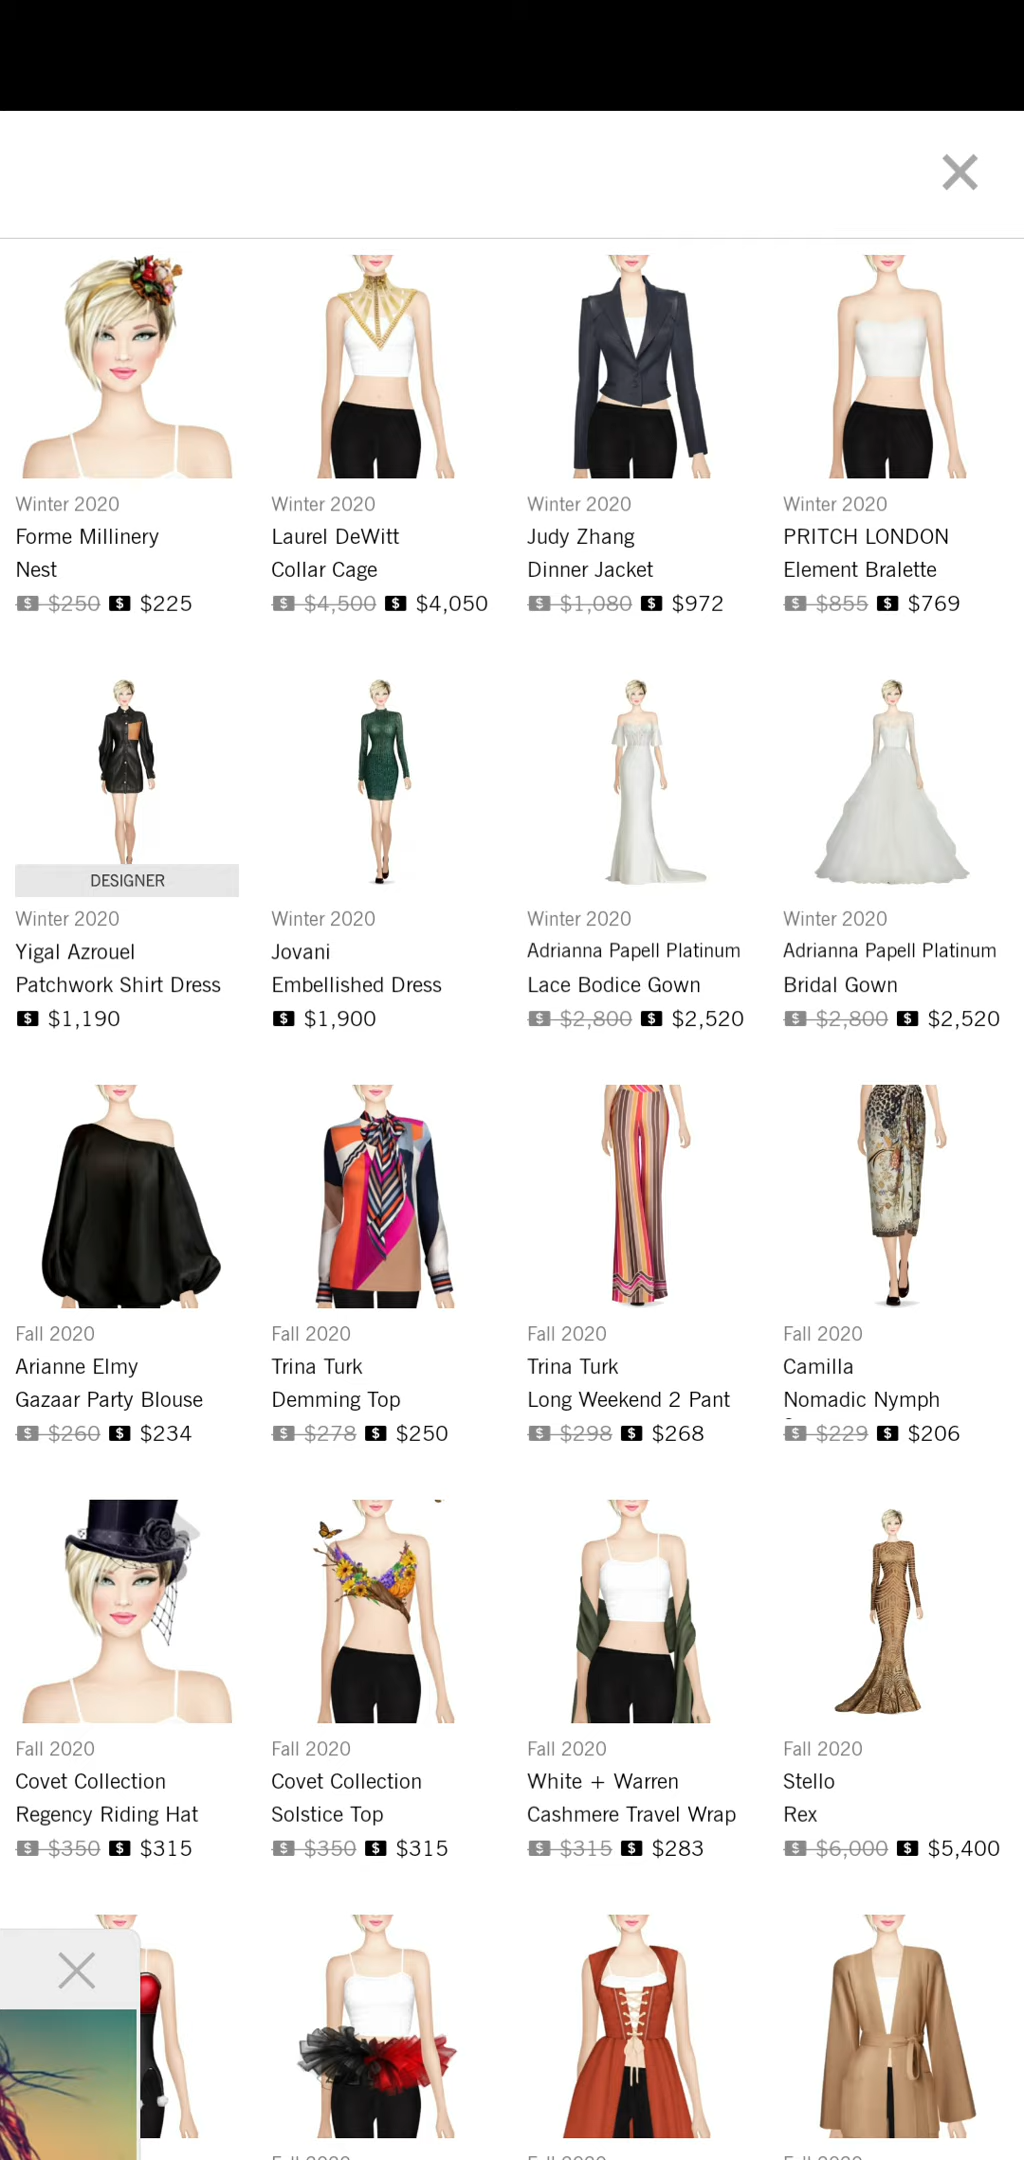 Winter 2020 Winter 2020 Winter 2020 Winter 2020
Forme Millinery Laurel DeWitt Judy Zhang PRITCH LONDON
Nest Collar Cage Dinner Jacket Element Bralette
$ $250 $ $225 $ $4,500 $ $4,050 $ $1,080 $ $972 $ $855 $ $769
DESIGNER
Winter 2020 Winter 2020 Winter 2020 Winter 2020
Yigal Azrouel Jovani Adrianna Papell Platinum Adrianna Papell Platinum
Patchwork Shirt Dress Embellished Dress Lace Bodice Gown Bridal Gown
$ $1,190 $ $1,900 $ $2,800 $ $2,520 $ $2,800 $ $2,520
Fall 2020 Fall 2020 Fall 2020 Fall 2020
Arianne Elmy Trina Turk Trina Turk Camilla
Gazaar Party Blouse Demming Top Long Weekend 2 Pant Nomadic Nymph
$ $260 $ $234 $ $278 $ $250 $ $298 $ $268 $ $229 $ $206
Fall 2020 Fall 2020 Fall 2020 Fall 2020
Covet Collection Covet Collection White + Warren Stello
Regency Riding Hat Solstice Top Cashmere Travel Wrap Rex
$ $350 $ $315 $ $350 $ $315 $ $315 $ $283 $ $6,000 $ $5,400